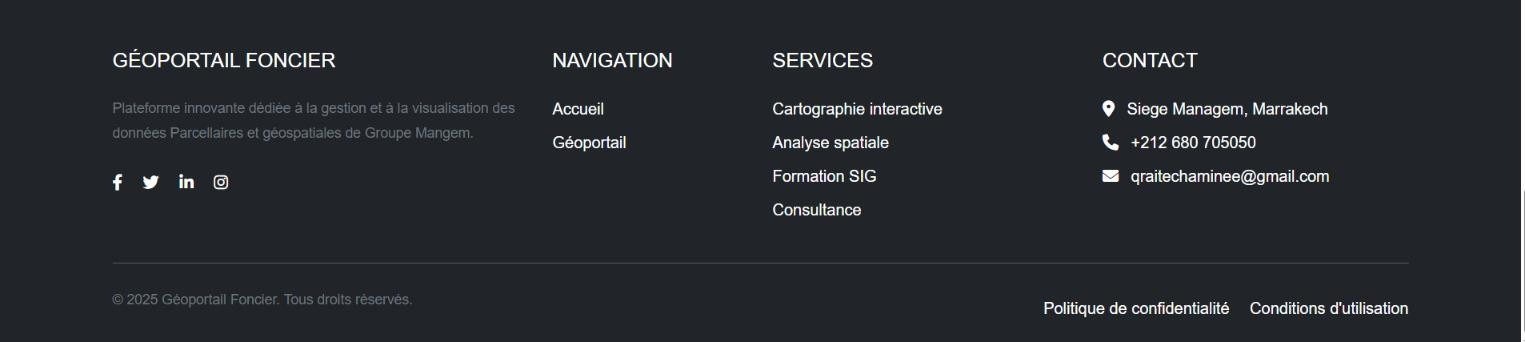 GÉOPORTAIL FONCIER
Plateforme innovante dédiée à la gestion et à la visualisation des
données Parcellaires et géospatiales de Groupe Mangem.
NAVIGATION
Accueil
Géoportail
SERVICES
Cartographie interactive
Analyse spatiale
Formation SIG
Consultance
CONTACT
Siege Managem, Marrakech
+212 680 705050
qraitechaminee@gmail.com
© 2025 Géoportail Foncier. Tous droits réservés.
Politique de confidentialité
Conditions d'utilisation